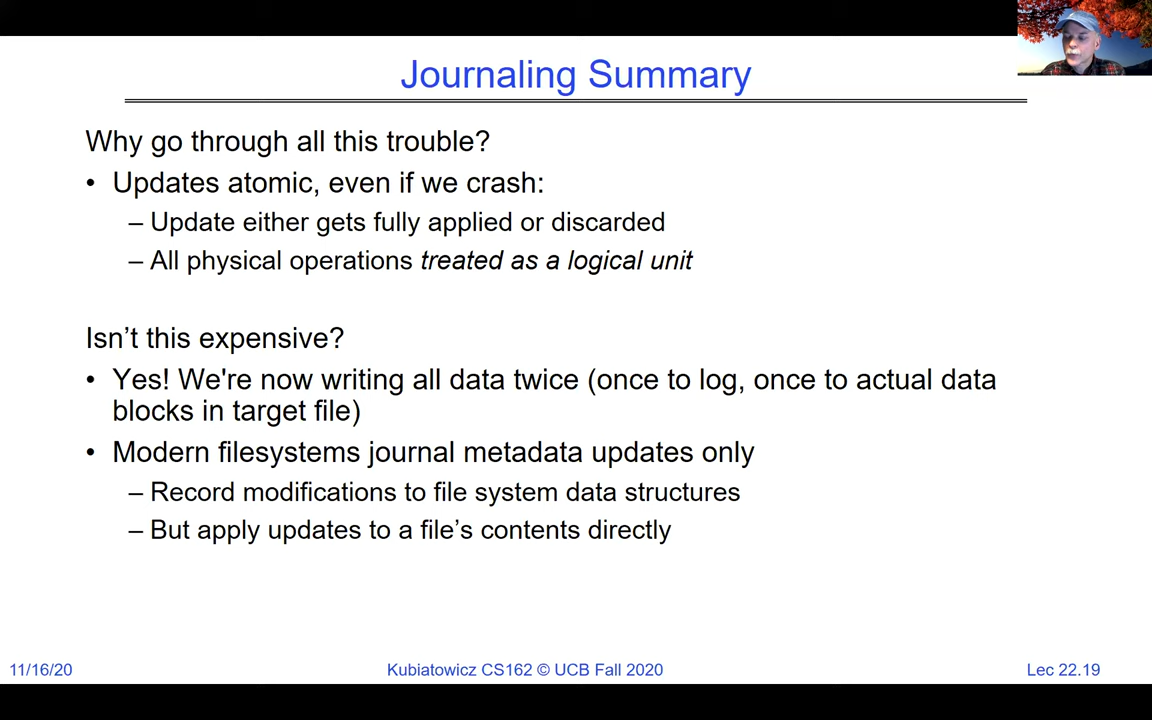 Journaling Summary
Why go through all this trouble?
• Updates atomic, even if we crash:
– Update either gets fully applied or discarded
– All physical operations treated as a logical unit
Isn’t this expensive?
• Yes! We're now writing all data twice (once to log, once to actual data
blocks in target file)
• Modern filesystems journal metadata updates only
– Record modifications to file system data structures
– But apply updates to a file’s contents directly
11/16/20
Kubiatowicz CS162 © UCB Fall 2020
Lec 22.19